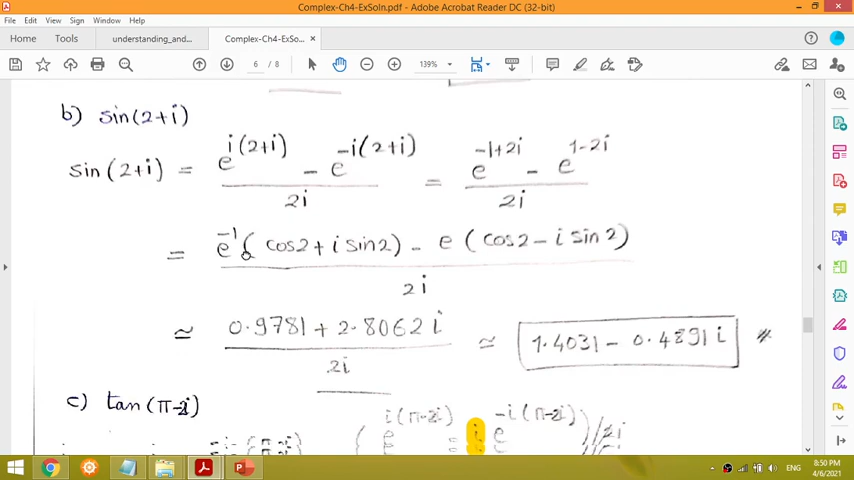 Complex-Ch4-ExSoln.pdf - Adobe Acrobat Reader DC (32-bit)
File Edit View Sign Window Help
Home Tools understanding_and... Complex-Ch4-ExSo... ×
6 / 8 139%
b) sin(2+i)
sin(2+i) = e^{i(2+i)} - e^{-i(2+i)} / 2i = e^{-1+2i} - e^{1-2i} / 2i
= e^{-1}(cos2 + i sin2) - e (cos2 - i sin2) / 2i
≃ 0.9781 + 2.8062 i / 2i ≃ 1.4031 - 0.4891 i
c) tan(π-2i)
e^{i(π-2i)} e^{-i(π-2i)} /2i
ENG 8:50 PM
4/6/2021